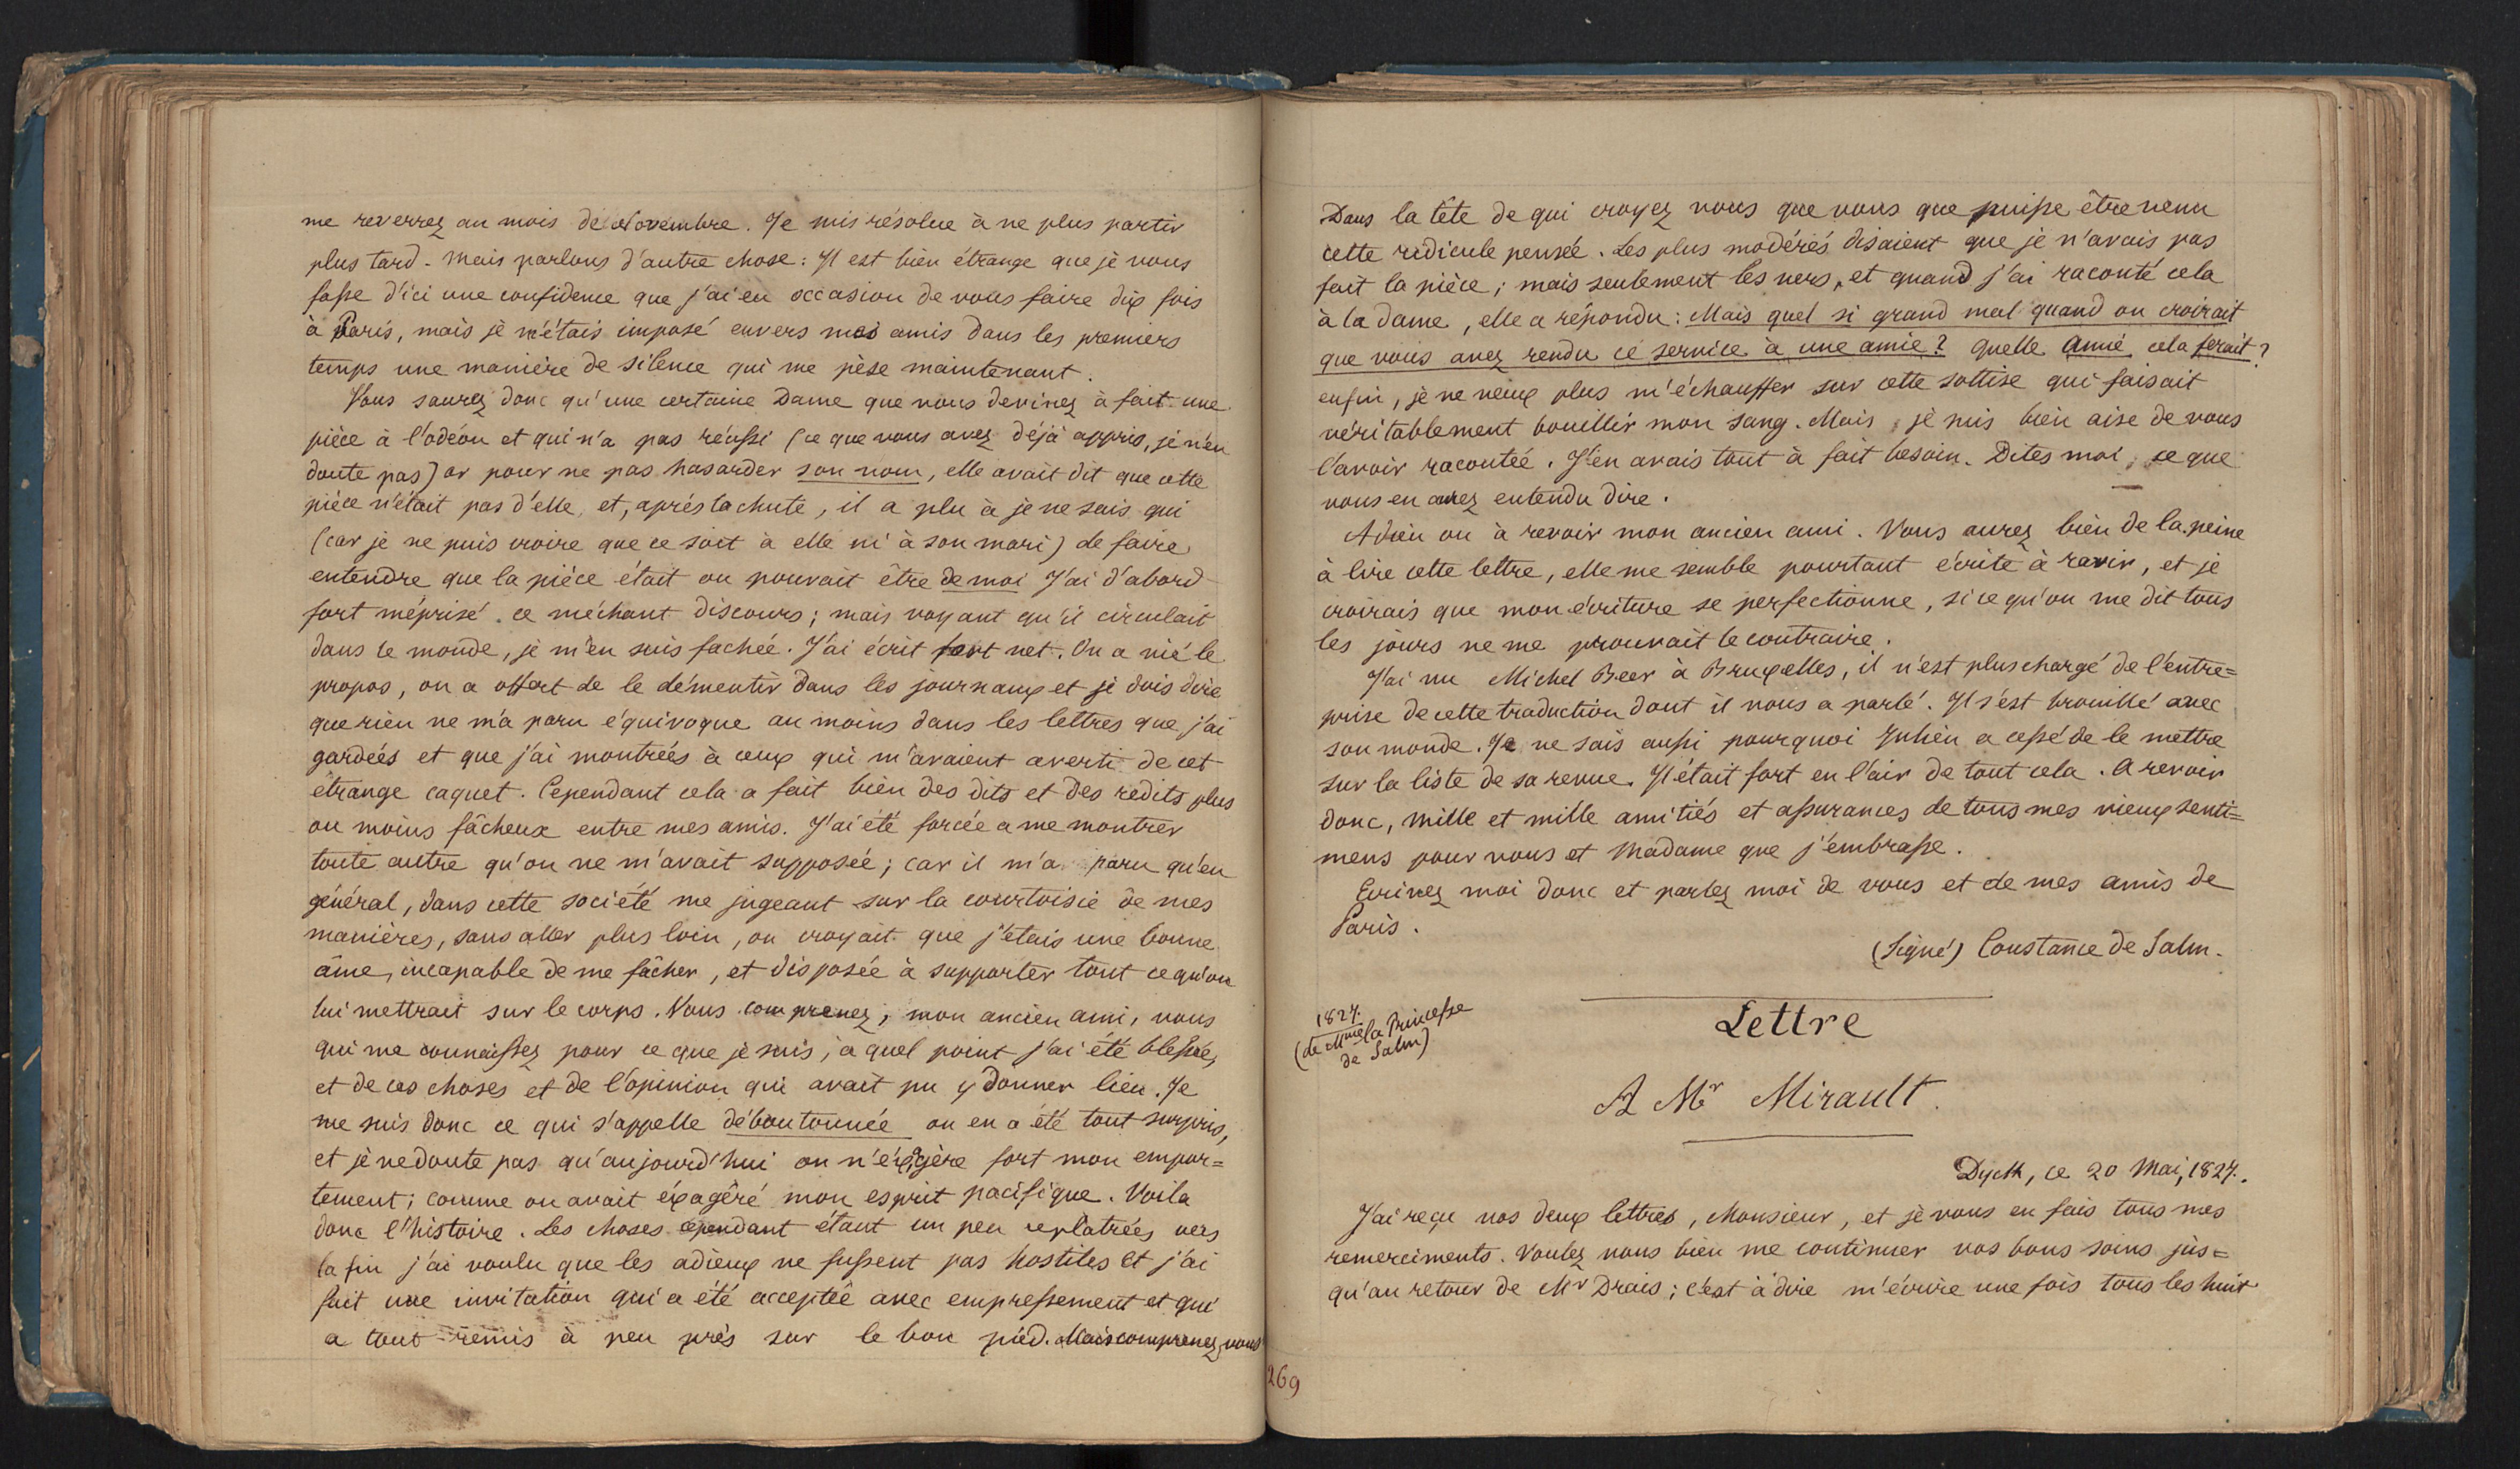 me reverrez au mois de Novembre. Je suis résolue à ne plus partir
plus tard. Mais parlons d'autre chose: Il est bien étrange que je vous
fasse d'ici une confidence que j'ai eu occasion de vous faire dix fois
à Paris, mais je m'étais imposé envers mes amis dans les premiers
temps une manière de silence qui me pèse maintenant.
Vous saurez donc qu'une certaine Dame que vous devinez à fait une
pièce à l'odéon et qui n'a pas réussi (ce que vous avez déjà appris, je n'en
doute pas) or pour ne pas hasarder son nom, elle avait dit que cette
pièce n'était pas d'elle, et, après la chute, il a plu à je ne sais qui
(car je ne puis croire que ce soit à elle ni à son mari) de faire
entendre que la pièce était ou pouvait être de moi J'ai d'abord
fort méprisé ce méchant discours; mais voyant qu'il circulait
dans le monde, je m'en suis fachée. J'ai écrit fort net. On a nié le
propos, on a offert de le démentir dans les journaux et je dois dire
que rien ne m'a paru équivoque au moins dans les lettres que j'ai
gardées et que j'ai montrées à ceux qui m'avaient averti de cet
étrange caquet. Cependant cela a fait bien des dits et des redits plus
ou moins fâcheux entre mes amis. J'ai été forcée a me montrer
toute autre qu'on ne m'avait supposée; car il m'a paru qu'en
général, dans cette société me jugeant sur la courtoisie de mes
manières, sans aller plus loin, on croyait que j'étais une bonne
âme, incapable de me fâcher, et disposée à supporter tout ce qu'on
lui mettrait sur le corps. Vous comprenez, mon ancien ami, vous
qui me connaissez pour ce que je suis, a quel point j'ai été blessée,
et de ces choses et de l'opinion qui avait pu y donner lieu. Je
me suis donc ce qui s'appelle déboutonnée on en a été tout surpris,
et je ne doute pas qu'aujourd'hui on n'éxagère fort mon empor=
tement; comme on avait éxagéré mon esprit pacifique. Voila
donc l'histoire. Les choses cependant étant un peu replatrées vers
la fin j'ai voulu que les adieux ne fussent pas hostiles et j'ai
fait une invitation qui a été acceptée avec empressement et qui
a tout remis à peu près sur le bon pied. Mais comprenez vous
269
Dans la tête de qui croyez vous que vous que puisse être venu
cette ridicule pensée. Les plus modérés disaient que je n'avais pas
fait la pièce; mais seulement les vers, et quand j'ai raconté cela
à la dame, elle a répondu: Mais quel si grand mal quand on croirait
que vous avez rendu ce service à une amie? Quelle amie cela ferait?
enfin, je ne veux plus m'échauffer sur cette sottise qui faisait
véritablement bouillir mon sang. Mais je suis bien aise de vous
l'avoir racontée. J'en avais tout à fait besoin. Dites moi, ce que
vous en avez entendu dire.
Adieu ou à revoir mon ancien ami. Vous aurez bien de la peine
à lire cette lettre, elle me semble pourtant écrite à ravir, et je
croirais que mon écriture se perfectionne, si ce qu'on me dit tous
les jours ne me prouvait le contraire.
J'ai vu Michel Beer à Bruxelles, il n'est plus chargé de l'entre=
prise de cette traduction dont il nous a parlé. Il s'est brouillé avec
son monde. Je ne sais aussi pourquoi Julien a cessé de le mettre
sur la liste de sa revue. Il était fort en l'air de tout cela. A revoir
donc, mille et mille amitiés et assurances de tous mes vieux senti=
mens pour vous et Madame que j'embrasse.
Ecrivez moi donc et parlez moi de vous et de mes amis de
Paris.
(Signé) Constance de Salm.
1827.
(de Mme la Princesse
de Salm)
Lettre
A Mr Mirault.
Dyck, ce 20 Mai, 1827.
J'ai reçu vos deux lettres, Monsieur, et je vous en fais tous mes
remerciments. Voulez vous bien me continuer vos bons soins jus=
qu'au retour de Mr Drais; c'est à dire m'écrire une fois tous les huit